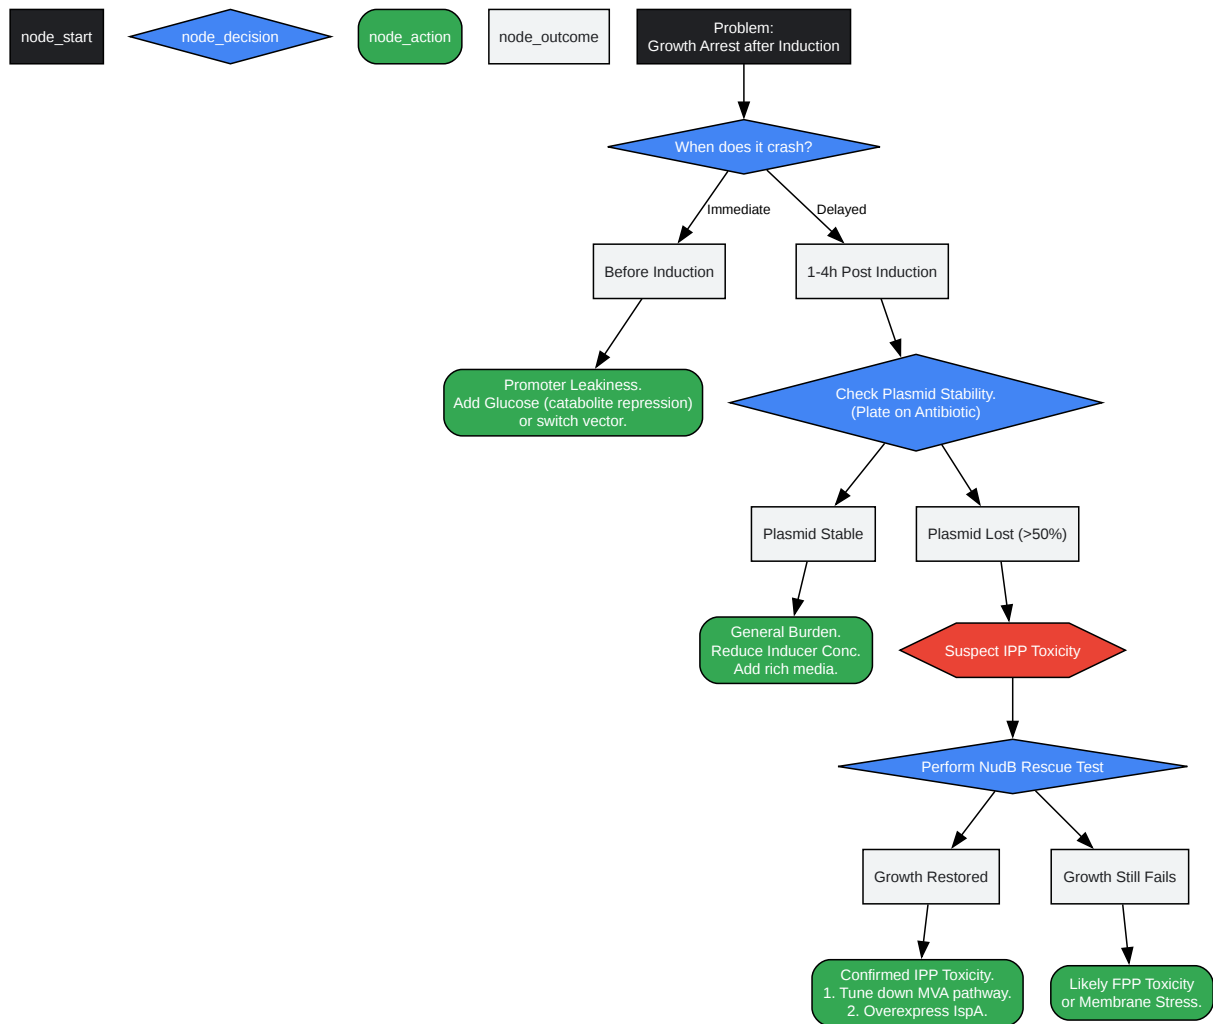 node_start
node_decision
node_action
node_outcome
Problem:
Growth Arrest after Induction
When does it crash?
Immediate
Delayed
Before Induction
1-4h Post Induction
Promoter Leakiness.
Add Glucose (catabolite repression)
or switch vector.
Check Plasmid Stability.
(Plate on Antibiotic)
Plasmid Stable
Plasmid Lost (>50%)
General Burden.
Reduce Inducer Conc.
Add rich media.
Suspect IPP Toxicity
Perform NudB Rescue Test
Growth Restored
Growth Still Fails
Confirmed IPP Toxicity.
1. Tune down MVA pathway.
2. Overexpress IspA.
Likely FPP Toxicity
or Membrane Stress.